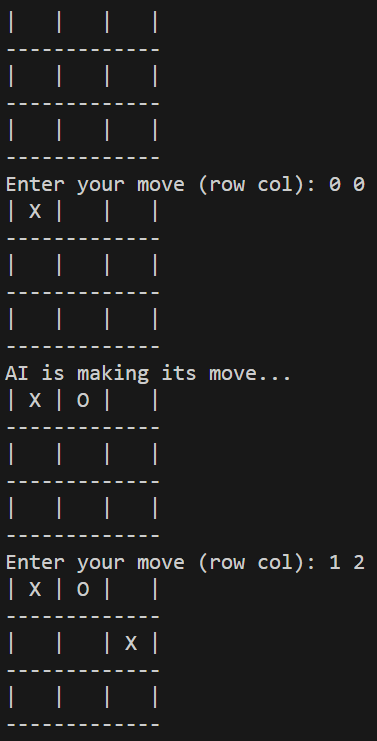 |   |   |   |
-------------
|   |   |   |
-------------
|   |   |   |
-------------
Enter your move (row col): 0 0
| X |   |   |
-------------
|   |   |   |
-------------
|   |   |   |
-------------
AI is making its move...
| X | O |   |
-------------
|   |   |   |
-------------
|   |   |   |
-------------
Enter your move (row col): 1 2
| X | O |   |
-------------
|   |   | X |
-------------
|   |   |   |
-------------